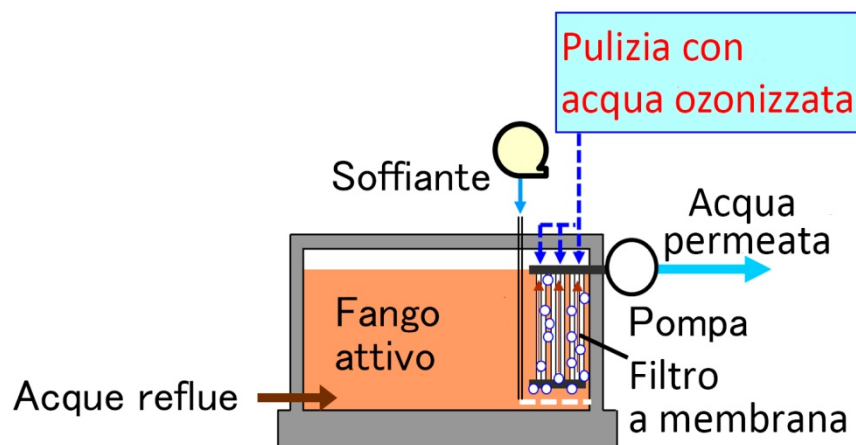 Pulizia con
acqua ozonizzata
Soffiante
Acqua
permeata
Fango
attivo
Pompa
Filtro
a membrana
Acque reflue